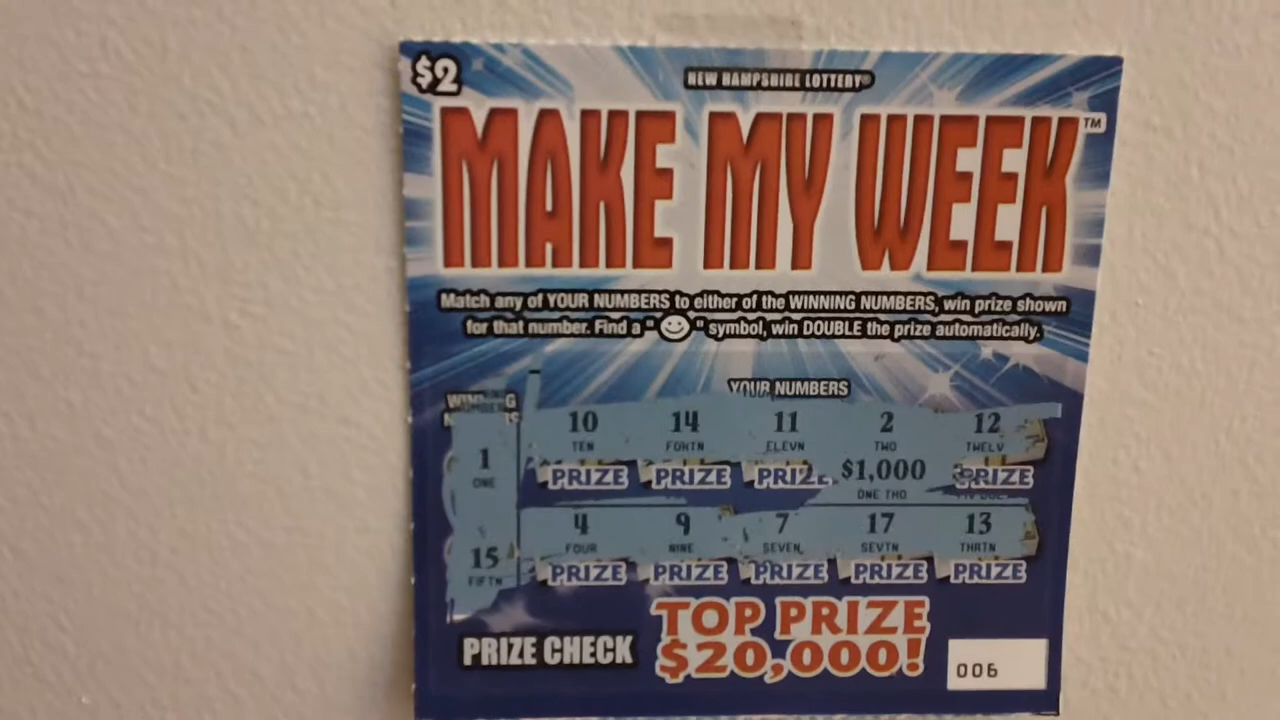 $2
NEW HAMPSHIRE LOTTERY®
MAKE MY WEEK™
Match any of YOUR NUMBERS to either of the WINNING NUMBERS, win prize shown
for that number. Find a "☺" symbol, win DOUBLE the prize automatically.
YOUR NUMBERS
10 14 11 2 12
TEN FORTN ELEVN TWO TWELV
1
ONE
PRIZE PRIZE PRIZE $1,000 PRIZE
ONE THO
4 9 7 17 13
FOUR NINE SEVEN SEVTN THRTN
15
FIFTN
PRIZE PRIZE PRIZE PRIZE PRIZE
TOP PRIZE
$20,000!
PRIZE CHECK
006